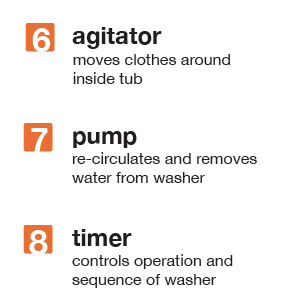 6 agitator
moves clothes around
inside tub
7 pump
re-circulates and removes
water from washer
8 timer
controls operation and
sequence of washer